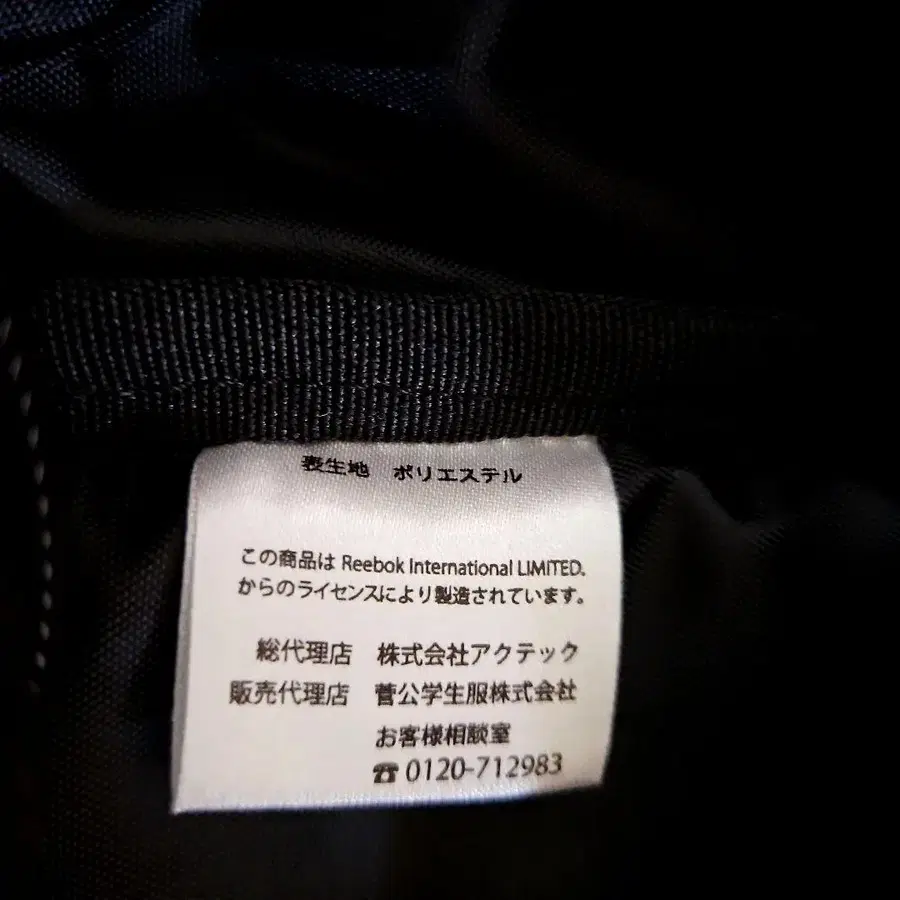 表生地 ポリエステル
この商品は Reebok International LIMITED.
からのライセンスにより製造されています。
総代理店 株式会社アクテック
販売代理店 菅公学生服株式会社
お客様相談室
☎ 0120-712983